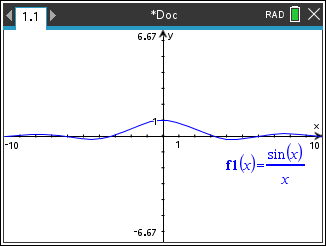 1.1 *Doc RAD
6.67 y
1
x
-10 1 10
f1(x)=sin(x)/x
-6.67